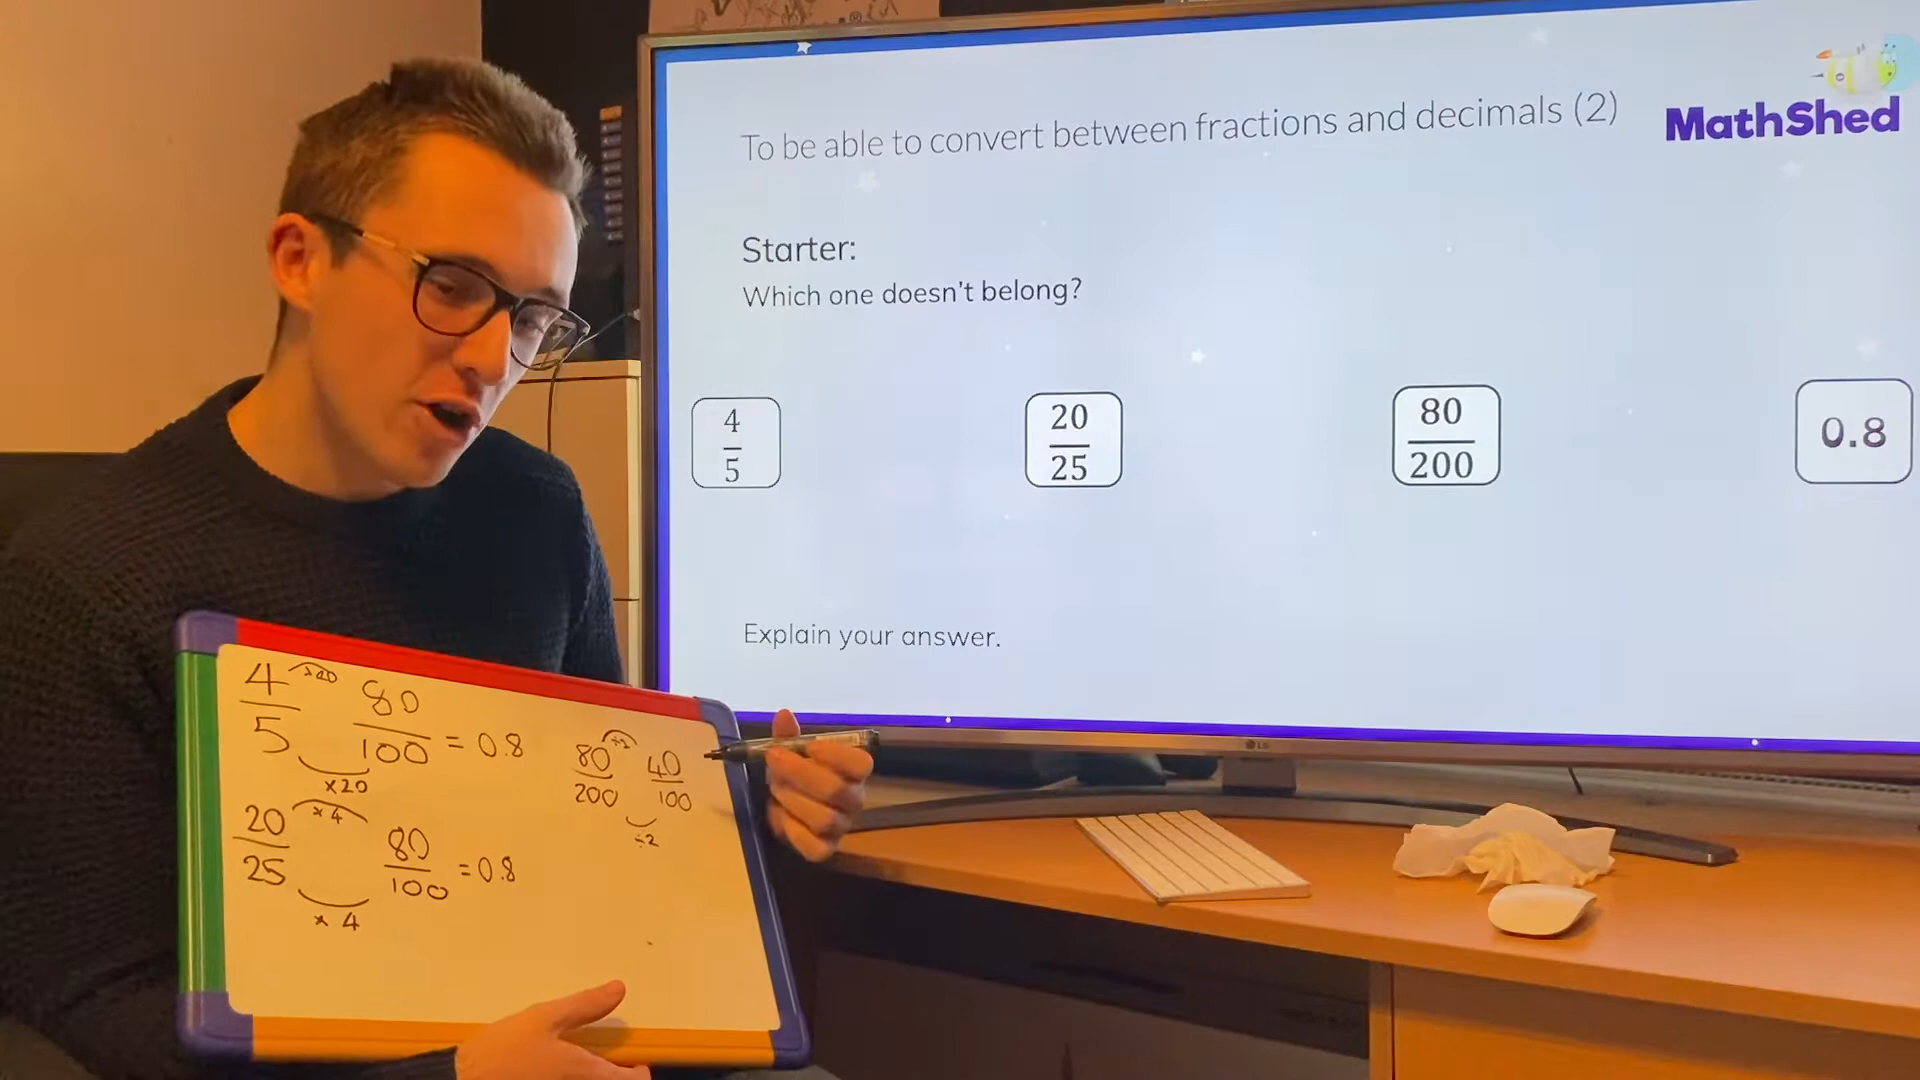 To be able to convert between fractions and decimals (2)
MathShed
Starter:
Which one doesn't belong?
4
5
20
25
80
200
0.8
Explain your answer.
LG
4 ×20 80
5 100 = 0.8
×20
20 ×4 80
25 100 = 0.8
× 4
80 ÷2 40
200 100
÷2